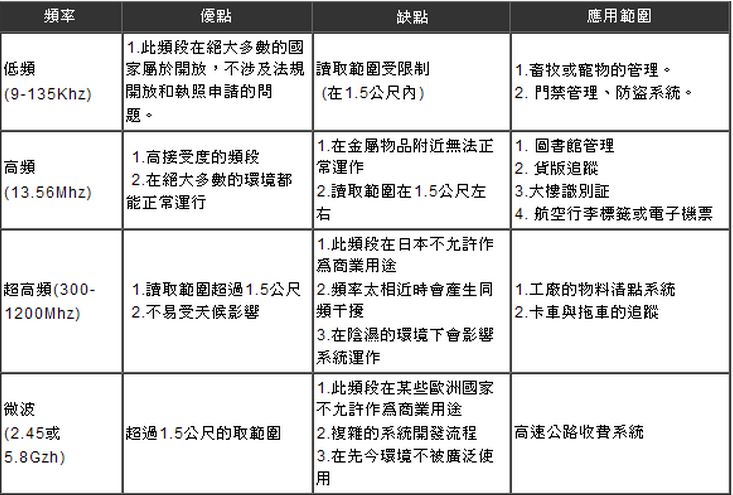 頻率 優點 缺點 應用範圍
低頻
(9-135Khz)
1.此頻段在絕大多數的國
家屬於開放，不涉及法規
開放和執照申請的問
題。
讀取範圍受限制
(在1.5公尺內)
1.畜牧或寵物的管理。
2. 門禁管理、防盜系統。
高頻
(13.56Mhz)
1.高接受度的頻段
2.在絕大多數的環境都
能正常運行
1.在金屬物品附近無法正
常運作
2.讀取範圍在1.5公尺左
右
1. 圖書館管理
2. 貨版追蹤
3.大樓識別証
4. 航空行李標籤或電子機票
超高頻(300-
1200Mhz)
1.讀取範圍超過1.5公尺
2.不易受天候影響
1.此頻段在日本不允許作
為商業用途
2.頻率太相近時會產生同
頻干擾
3.在陰濕的環境下會影響
系統運作
1.工廠的物料清點系統
2.卡車與拖車的追蹤
微波
(2.45或
5.8Gzh)
超過1.5公尺的取範圍
1.此頻段在某些歐洲國家
不允許作為商業用途
2.複雜的系統開發流程
3.在先今環境不被廣泛使
用
高速公路收費系統